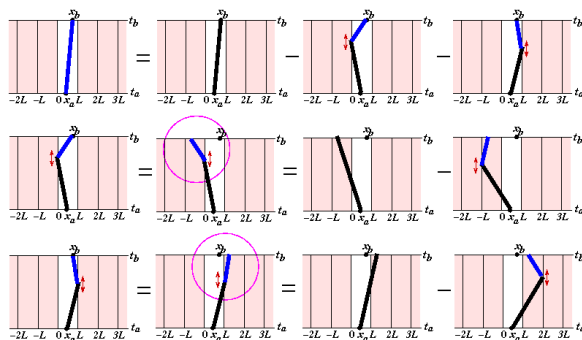 x_b x_b x_b x_b t_b
= − −
−2L −L 0 x_a L 2L 3L −2L −L 0 x_a L 2L 3L −2L −L 0 x_a L 2L 3L −2L −L 0 x_a L 2L 3L t_a
x_b x_b x_b x_b t_b
= = −
−2L −L 0 x_a L 2L 3L −2L −L 0 x_a L 2L 3L −2L −L 0 x_a L 2L 3L −2L −L 0 x_a L 2L 3L t_a
x_b x_b x_b x_b t_b
= = −
−2L −L 0 x_a L 2L 3L −2L −L 0 x_a L 2L 3L −2L −L 0 x_a L 2L 3L −2L −L 0 x_a L 2L 3L t_a